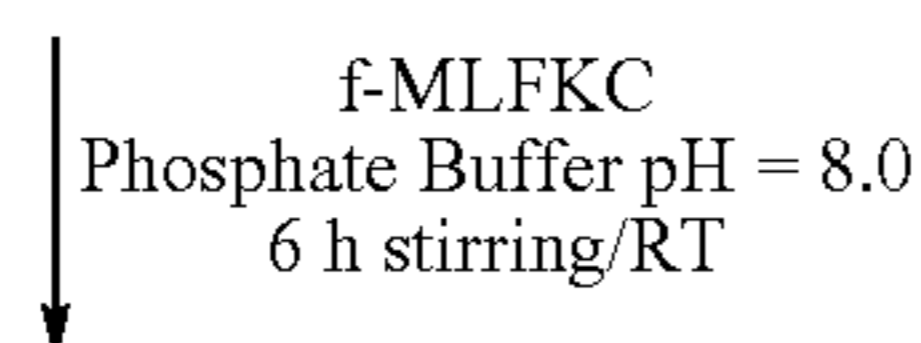 f-MLFKC
Phosphate Buffer pH = 8.0
6 h stirring/RT